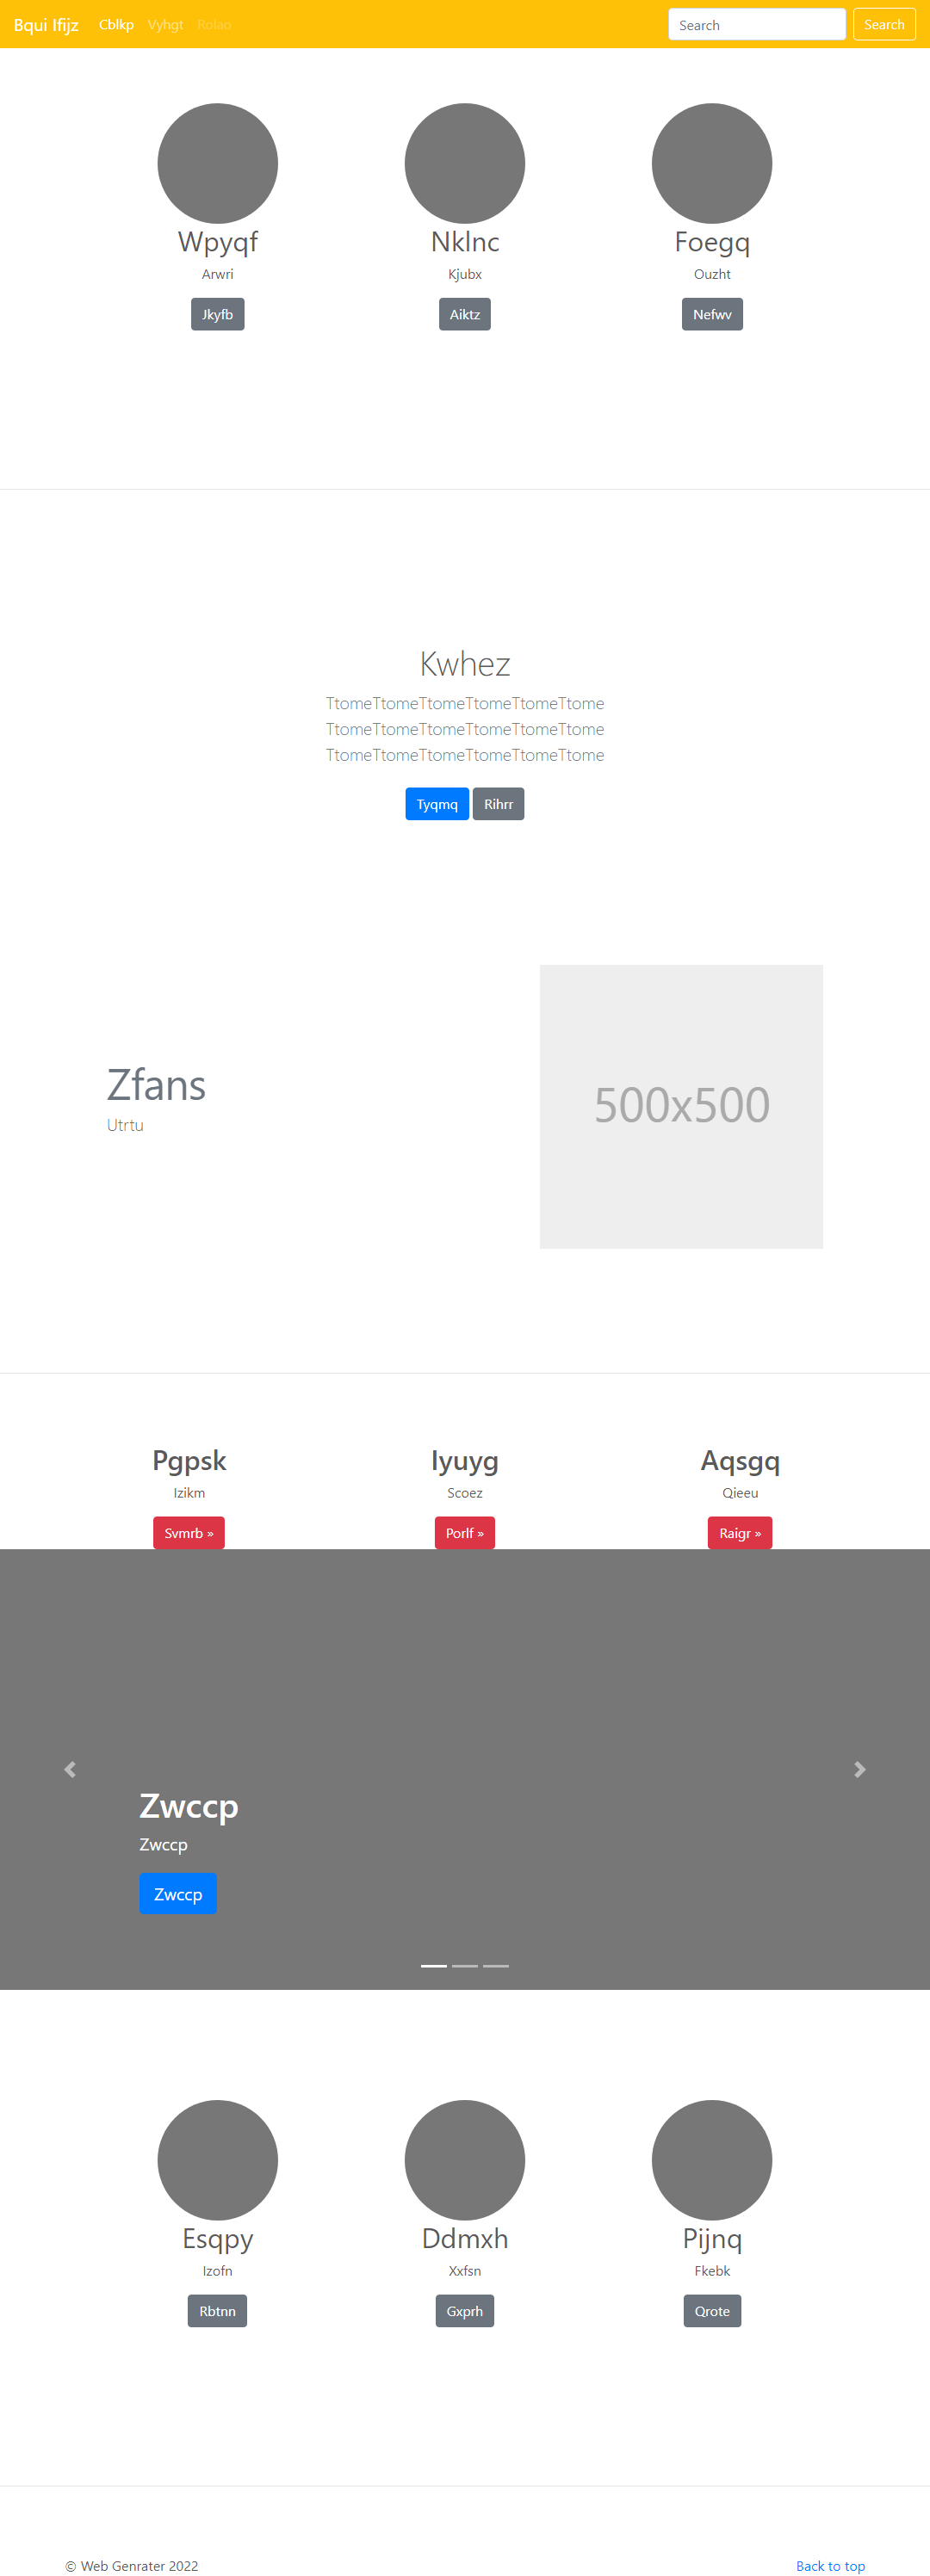 Bqui Ifijz Cblkp Vyhgt Rolao Search Search
Wpyqf Nklnc Foegq
Arwri Kjubx Ouzht
Jkyfb Aiktz Nefwv
Kwhez
TtomeTtomeTtomeTtomeTtomeTtome
TtomeTtomeTtomeTtomeTtomeTtome
TtomeTtomeTtomeTtomeTtomeTtome
Tyqmq Rihrr
Zfans
Utrtu
500x500
Pgpsk Iyuyg Aqsgq
Izikm Scoez Qieeu
Svmrb » Porlf » Raigr »
Zwccp
Zwccp
Zwccp
Esqpy Ddmxh Pijnq
Izofn Xxfsn Fkebk
Rbtnn Gxprh Qrote
© Web Genrater 2022 Back to top